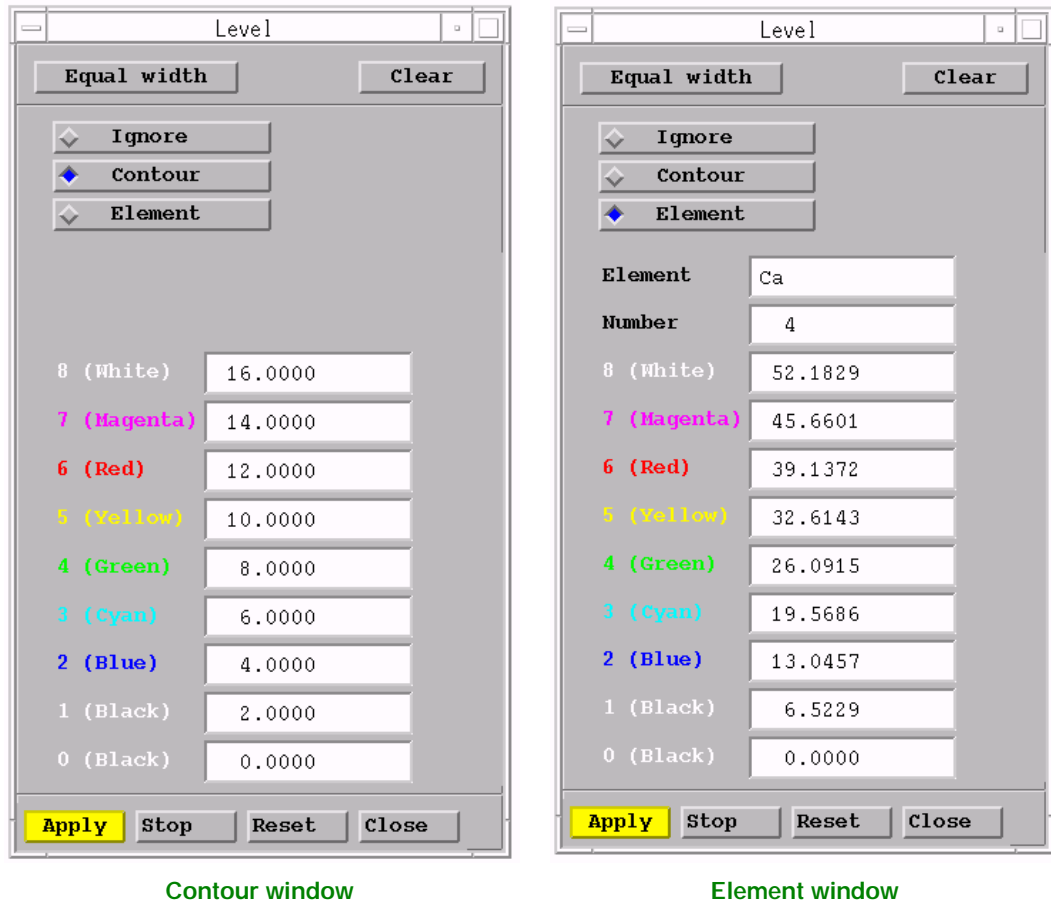 Level
Equal width Clear
Ignore
Contour
Element
8 (White) 16.0000
7 (Magenta) 14.0000
6 (Red) 12.0000
5 (Yellow) 10.0000
4 (Green) 8.0000
3 (Cyan) 6.0000
2 (Blue) 4.0000
1 (Black) 2.0000
0 (Black) 0.0000
Apply Stop Reset Close
Contour window
Level
Equal width Clear
Ignore
Contour
Element
Element Ca
Number 4
8 (White) 52.1829
7 (Magenta) 45.6601
6 (Red) 39.1372
5 (Yellow) 32.6143
4 (Green) 26.0915
3 (Cyan) 19.5686
2 (Blue) 13.0457
1 (Black) 6.5229
0 (Black) 0.0000
Apply Stop Reset Close
Element window